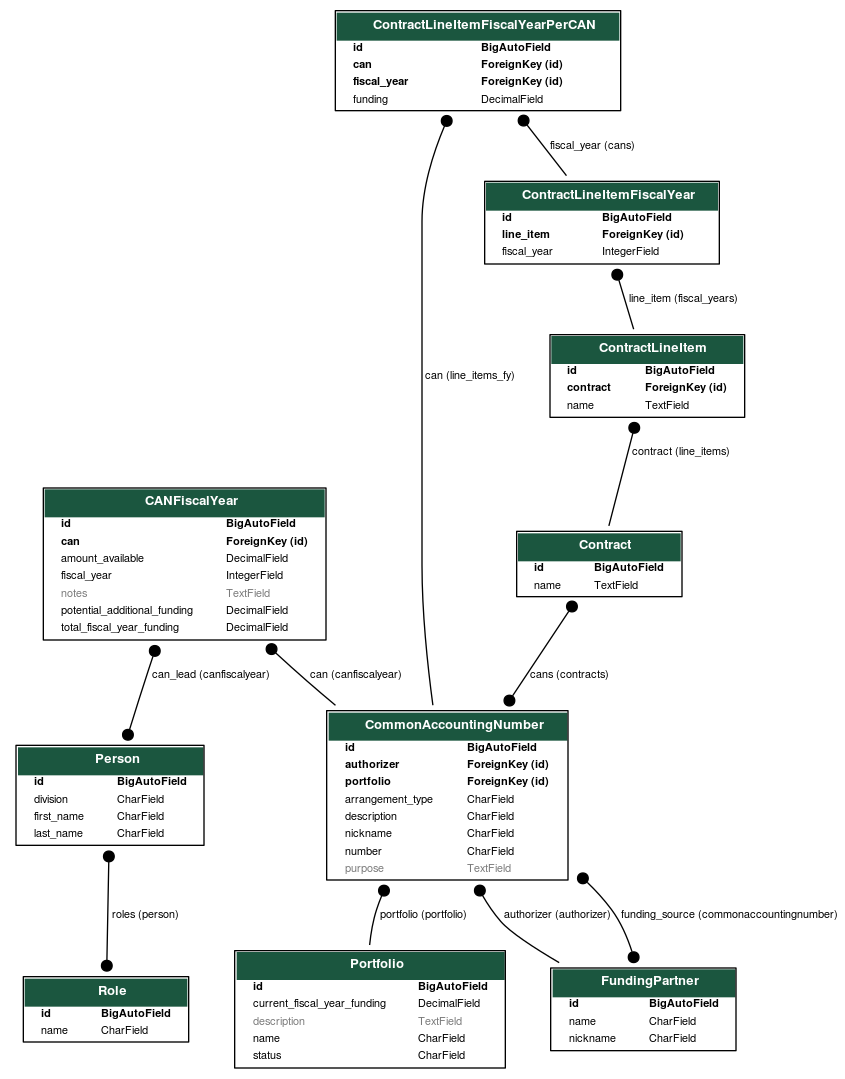 ContractLineItemFiscalYearPerCAN
id BigAutoField
can ForeignKey (id)
fiscal_year ForeignKey (id)
funding DecimalField
fiscal_year (cans)
ContractLineItemFiscalYear
id BigAutoField
line_item ForeignKey (id)
fiscal_year IntegerField
line_item (fiscal_years)
ContractLineItem
id BigAutoField
contract ForeignKey (id)
name TextField
can (line_items_fy)
contract (line_items)
CANFiscalYear
id BigAutoField
can ForeignKey (id)
amount_available DecimalField
fiscal_year IntegerField
notes TextField
potential_additional_funding DecimalField
total_fiscal_year_funding DecimalField
Contract
id BigAutoField
name TextField
can_lead (canfiscalyear)
can (canfiscalyear)
cans (contracts)
CommonAccountingNumber
id BigAutoField
authorizer ForeignKey (id)
portfolio ForeignKey (id)
arrangement_type CharField
description CharField
nickname CharField
number CharField
purpose TextField
Person
id BigAutoField
division CharField
first_name CharField
last_name CharField
roles (person)
portfolio (portfolio)
authorizer (authorizer)
funding_source (commonaccountingnumber)
Role
id BigAutoField
name CharField
Portfolio
id BigAutoField
current_fiscal_year_funding DecimalField
description TextField
name CharField
status CharField
FundingPartner
id BigAutoField
name CharField
nickname CharField